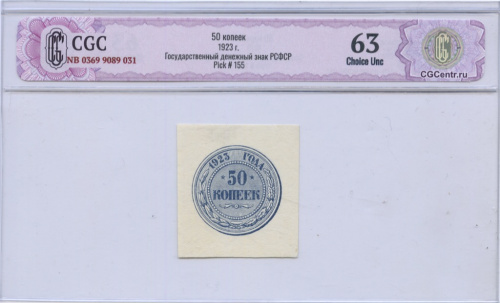 CGC
NB 0369 9089 031
50 копеек
1923 г.
Государственный денежный знак РСФСР
Pick # 155
63
Choice Unc
CGCentr.ru
1923 ГОДА
50
КОПЕЕК